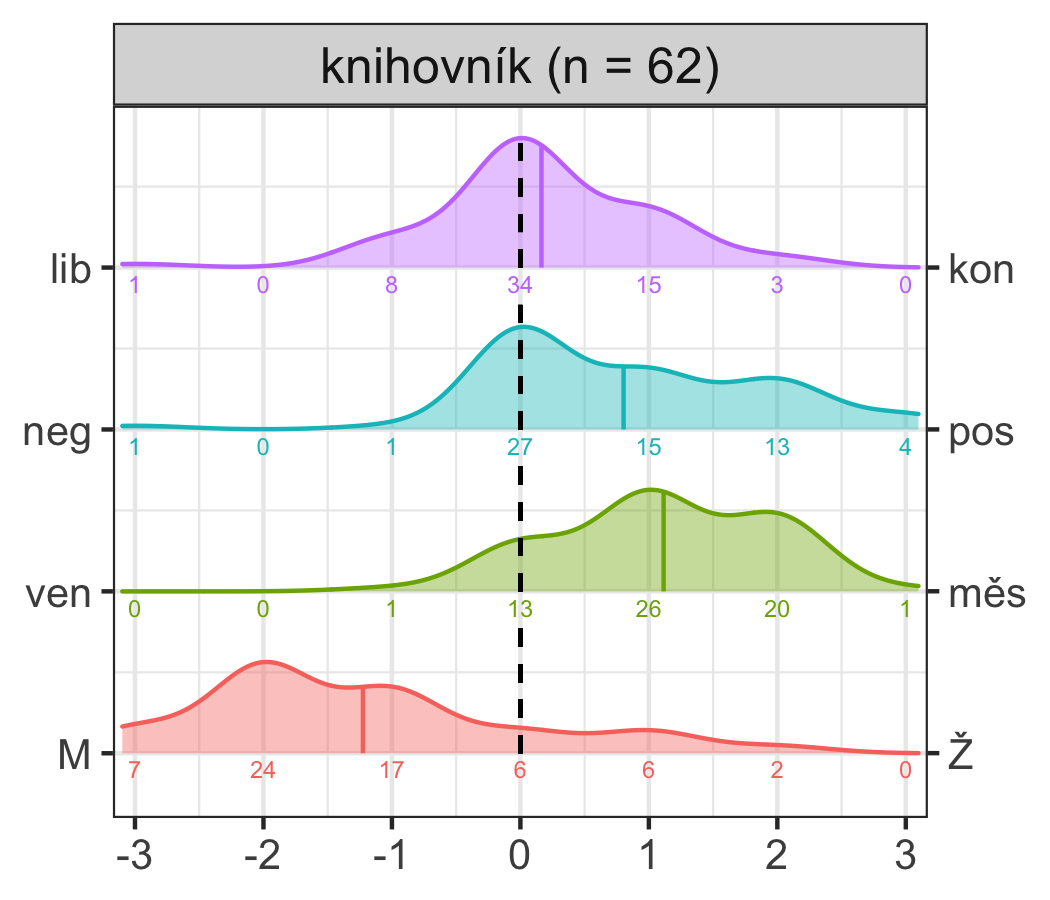 knihovník (n = 62)
lib kon
1 0 8 34 15 3 0
neg pos
1 0 1 27 15 13 4
ven měs
0 0 1 13 26 20 1
M Ž
7 24 17 6 6 2 0
-3 -2 -1 0 1 2 3